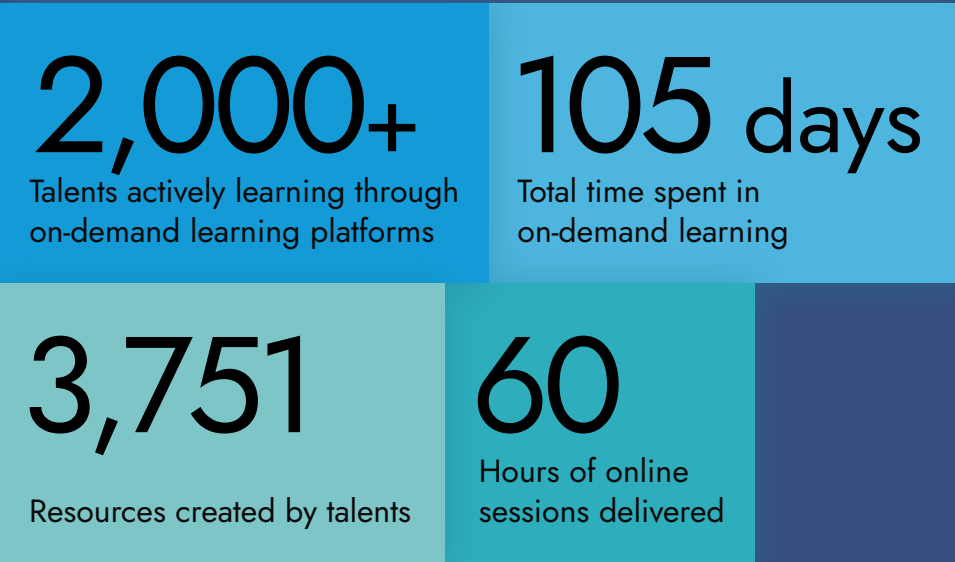 2,000+
Talents actively learning through
on-demand learning platforms
105 days
Total time spent in
on-demand learning
3,751
Resources created by talents
60
Hours of online
sessions delivered